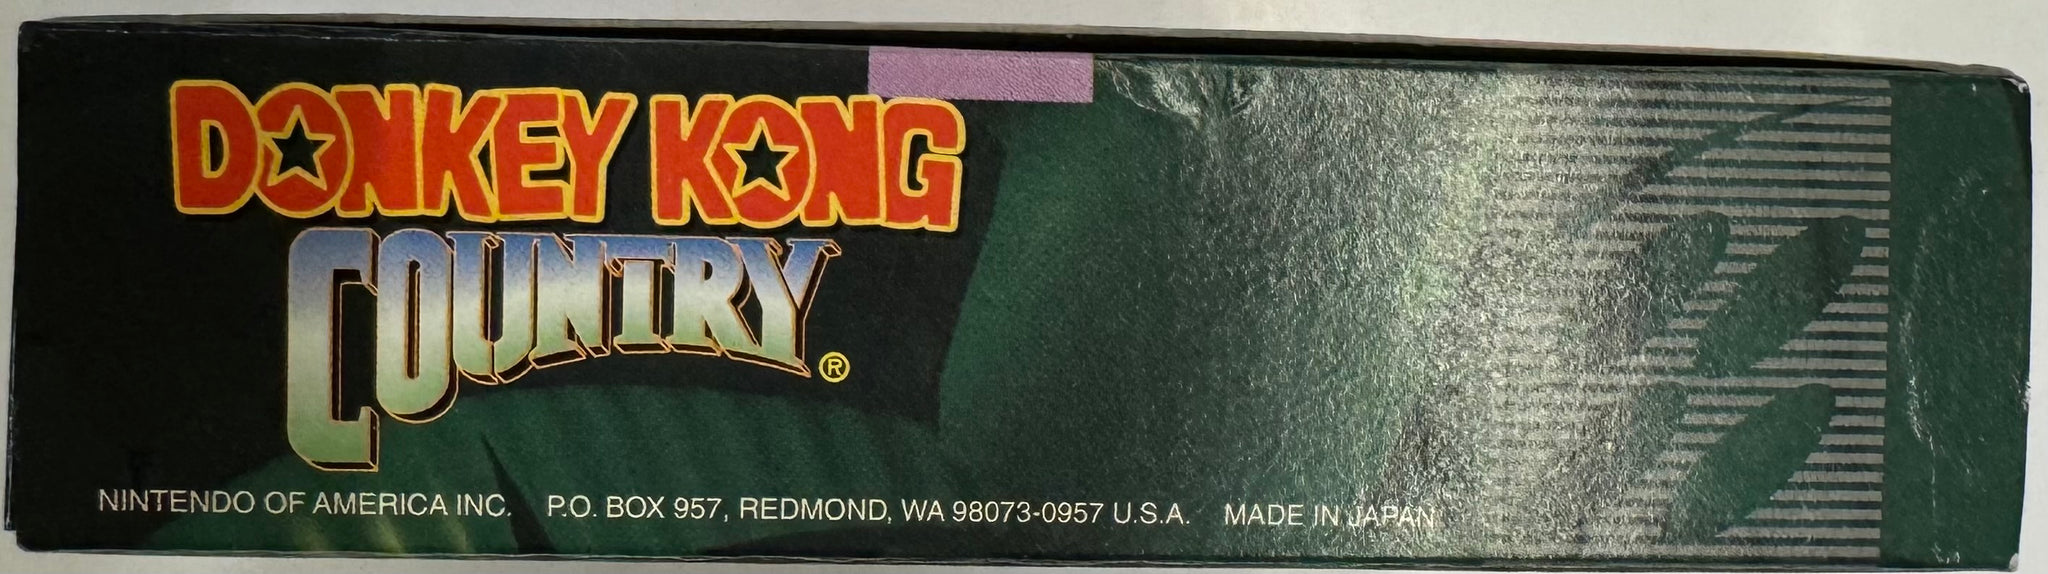 DONKEY KONG
COUNTRY ®
NINTENDO OF AMERICA INC. P.O. BOX 957, REDMOND, WA 98073-0957 U.S.A. MADE IN JAPAN